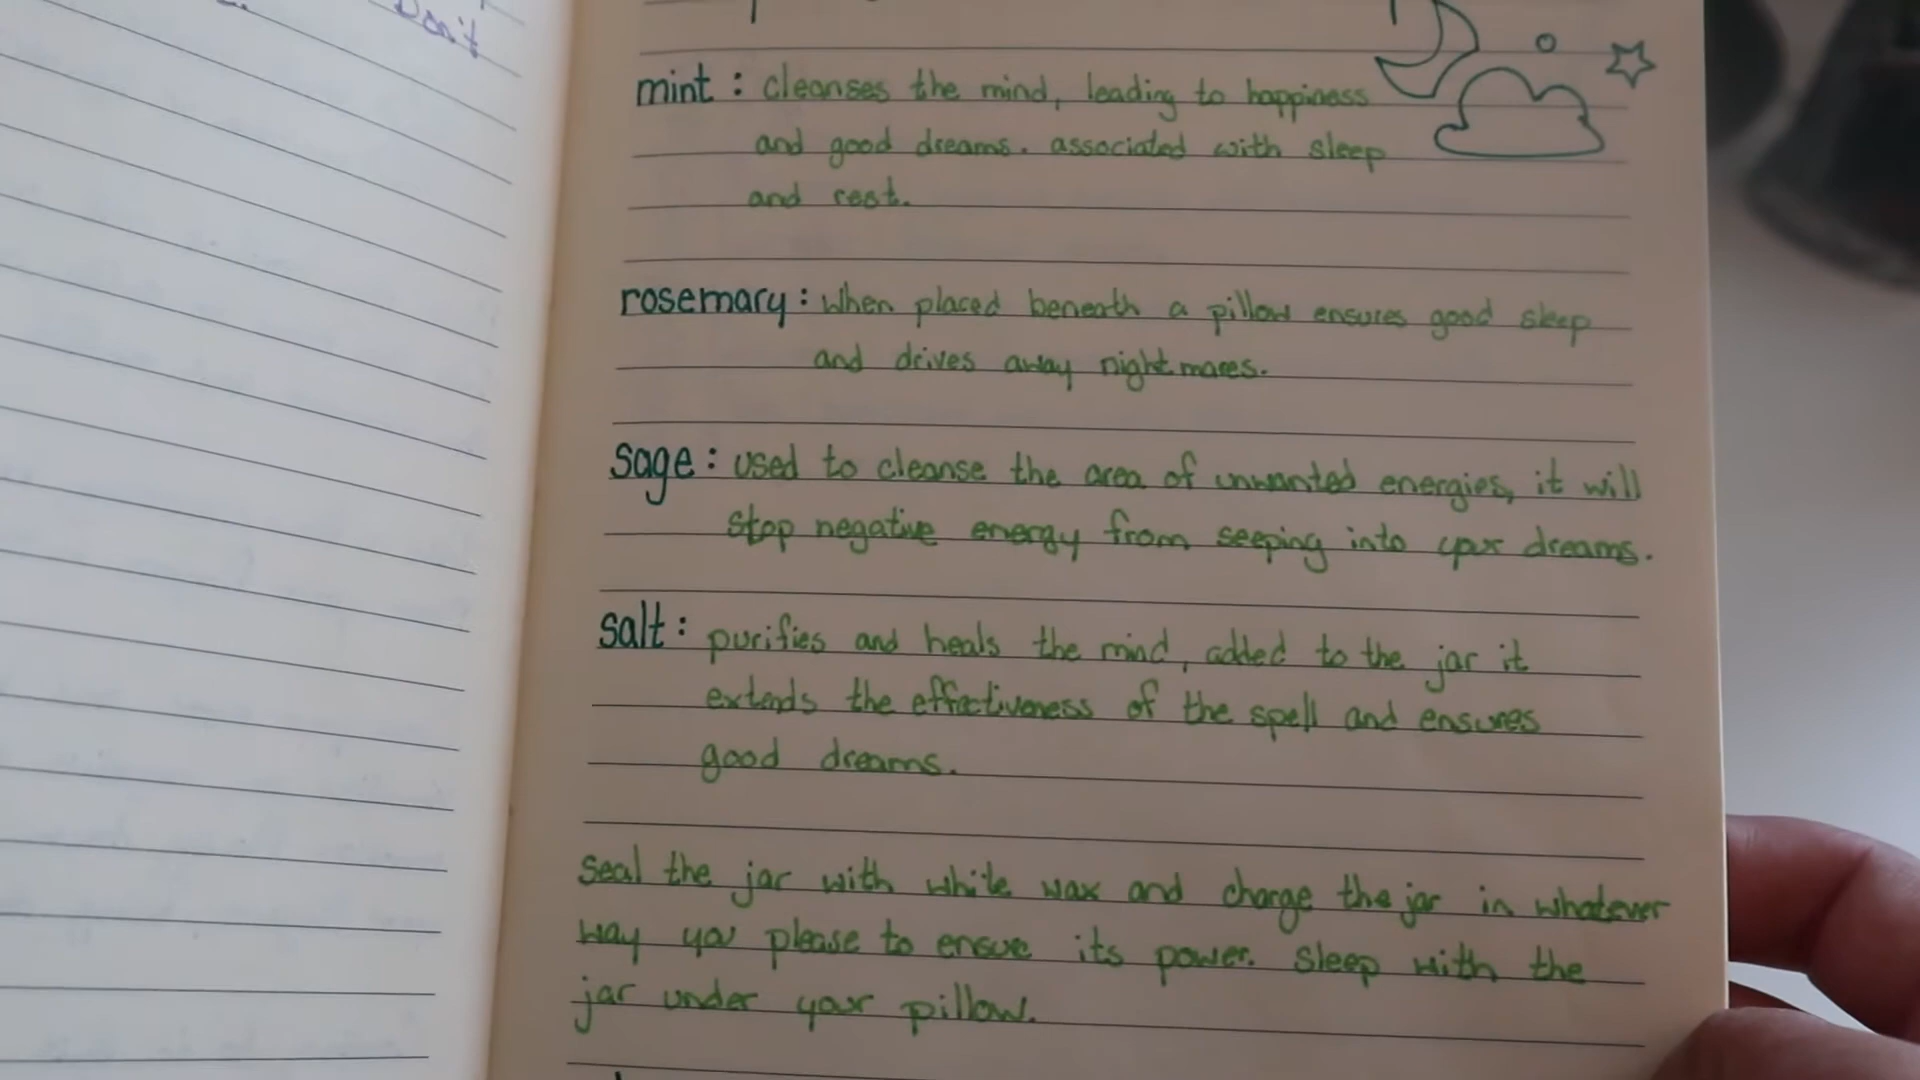 Don't
mint : cleanses the mind, leading to happiness
and good dreams. associated with sleep
and rest.
rosemary : When placed beneath a pillow ensures good sleep
and drives away nightmares.
sage : used to cleanse the area of unwanted energies, it will
stop negative energy from seeping into your dreams.
salt : purifies and heals the mind, added to the jar it
extends the effectiveness of the spell and ensures
good dreams.
Seal the jar with white wax and charge the jar in whatever
way you please to ensure its power. Sleep with the
jar under your pillow.